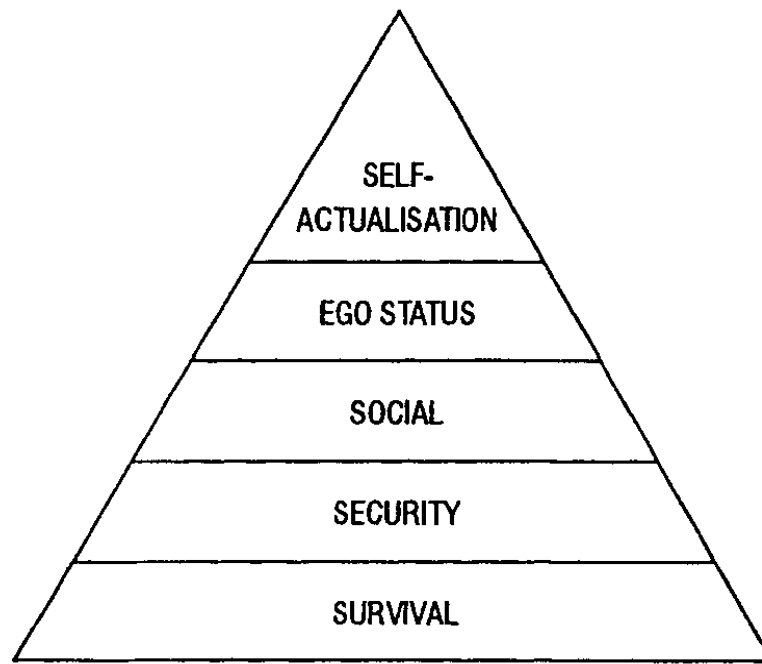 SELF-
ACTUALISATION
EGO STATUS
SOCIAL
SECURITY
SURVIVAL